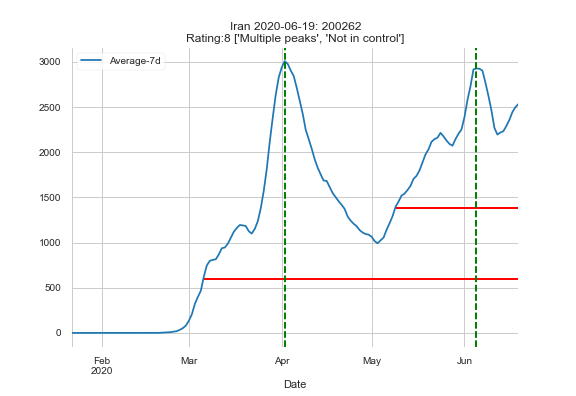 Iran 2020-06-19: 200262
Rating:8 ['Multiple peaks', 'Not in control']
Average-7d
3000
2500
2000
1500
1000
500
0
Feb
2020
Mar
Apr
May
Jun
Date